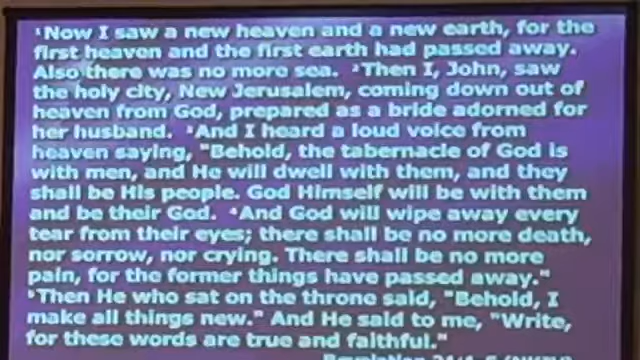 ¹Now I saw a new heaven and a new earth, for the
first heaven and the first earth had passed away.
Also there was no more sea. ²Then I, John, saw
the holy city, New Jerusalem, coming down out of
heaven from God, prepared as a bride adorned for
her husband. ³And I heard a loud voice from
heaven saying, "Behold, the tabernacle of God is
with men, and He will dwell with them, and they
shall be His people. God Himself will be with them
and be their God. ⁴And God will wipe away every
tear from their eyes; there shall be no more death,
nor sorrow, nor crying. There shall be no more
pain, for the former things have passed away."
⁵Then He who sat on the throne said, "Behold, I
make all things new." And He said to me, "Write,
for these words are true and faithful."
Revelation 21:1-5 (NKJV)